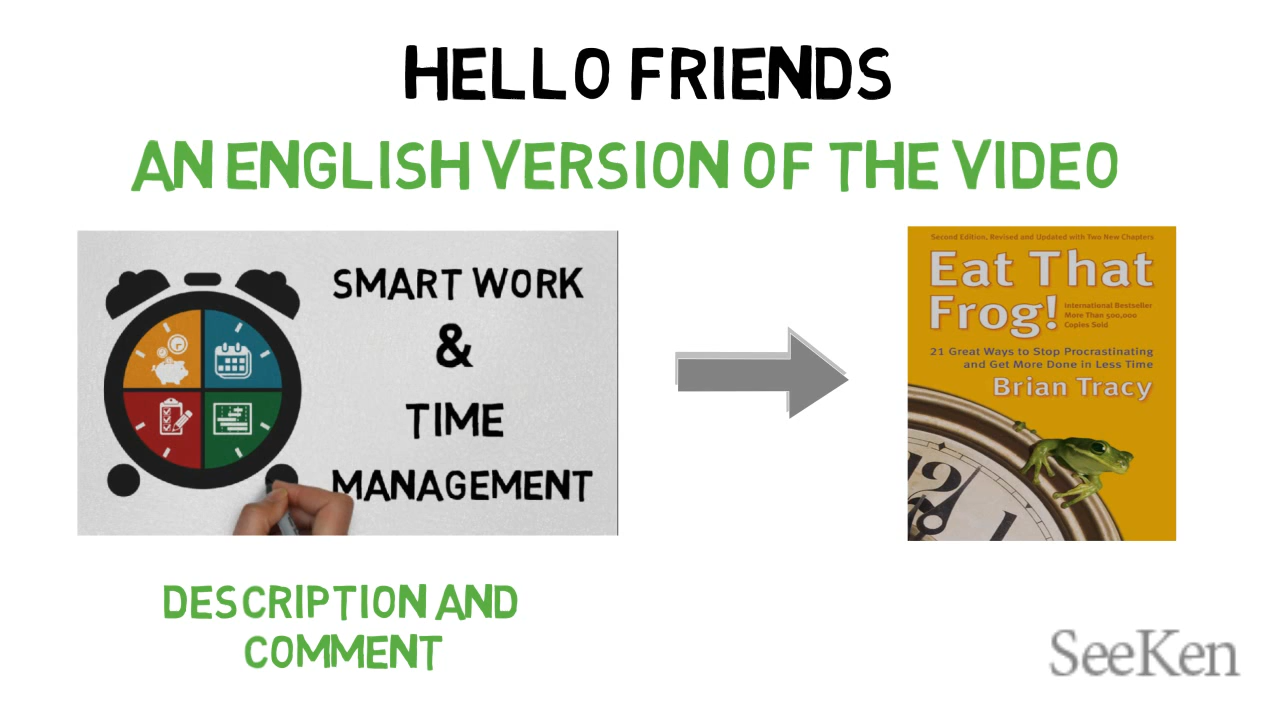 HELLO FRIENDS
AN ENGLISH VERSION OF THE VIDEO
SMART WORK
&
TIME
MANAGEMENT
Second Edition, Revised and Updated with Two New Chapters
Eat That
Frog!
International Bestseller
More Than 500,000
Copies Sold
21 Great Ways to Stop Procrastinating
and Get More Done in Less Time
Brian Tracy
12
1
DESCRIPTION AND
COMMENT
SeeKen